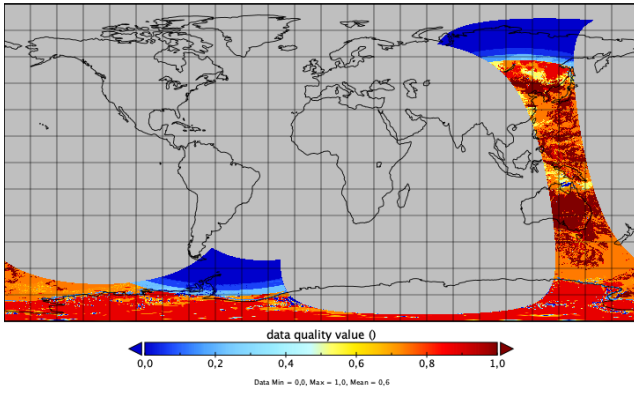 data quality value ()
0,0 0,2 0,4 0,6 0,8 1,0
Data Min = 0,0, Max = 1,0, Mean = 0,6